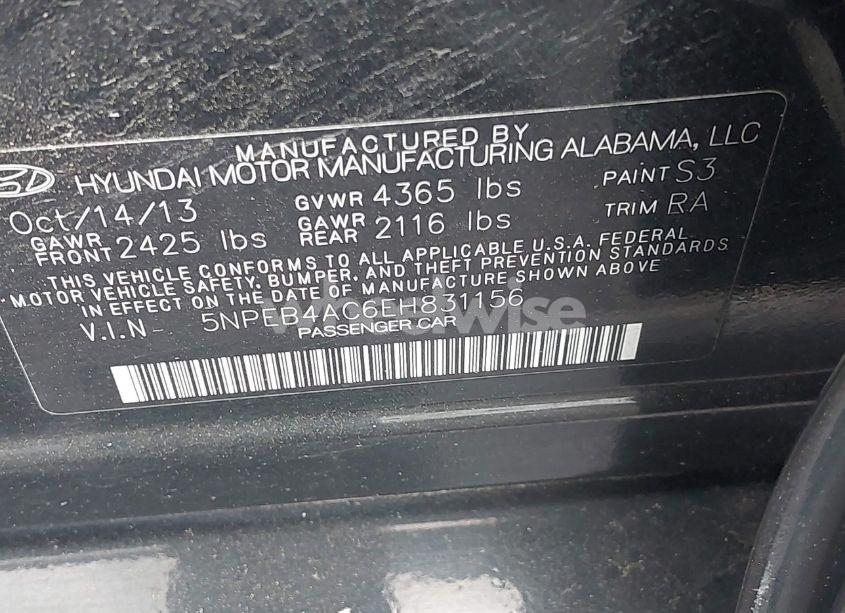 MANUFACTURED BY
HYUNDAI MOTOR MANUFACTURING ALABAMA, LLC
Oct/14/13 GVWR 4365 lbs PAINT S3
GAWR FRONT 2425 lbs GAWR REAR 2116 lbs TRIM RA
THIS VEHICLE CONFORMS TO ALL APPLICABLE U.S.A. FEDERAL
MOTOR VEHICLE SAFETY, BUMPER, AND THEFT PREVENTION STANDARDS
IN EFFECT ON THE DATE OF MANUFACTURE SHOWN ABOVE
V.I.N- 5NPEB4AC6EH831156
PASSENGER CAR